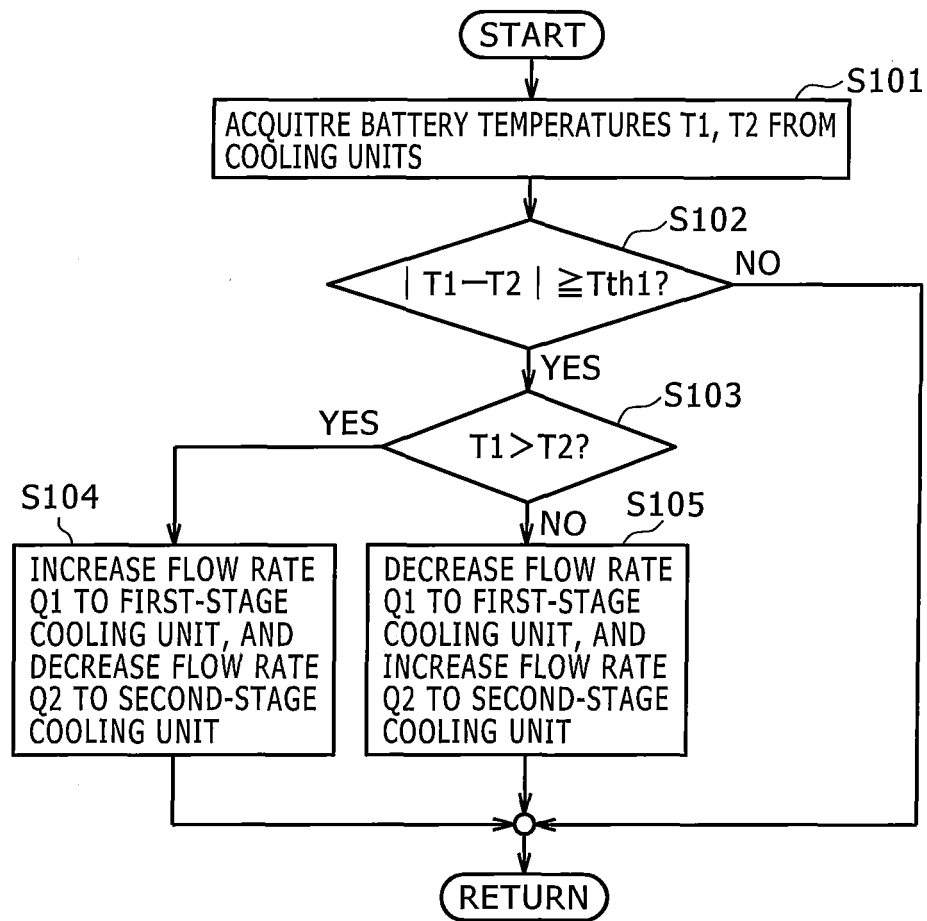 START
S101
ACQUITRE BATTERY TEMPERATURES T1, T2 FROM
COOLING UNITS
S102
| T1−T2 | ≧Tth1?
NO
YES
S103
YES
T1>T2?
S104
NO
S105
INCREASE FLOW RATE
Q1 TO FIRST-STAGE
COOLING UNIT, AND
DECREASE FLOW RATE
Q2 TO SECOND-STAGE
COOLING UNIT
DECREASE FLOW RATE
Q1 TO FIRST-STAGE
COOLING UNIT, AND
INCREASE FLOW RATE
Q2 TO SECOND-STAGE
COOLING UNIT
RETURN